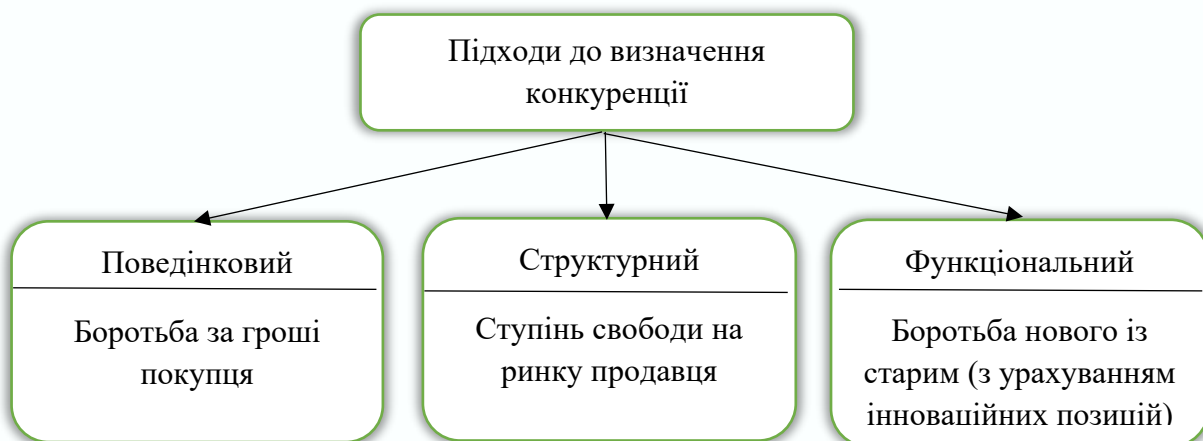 Підходи до визначення
конкуренції
Поведінковий
Боротьба за гроші
покупця
Структурний
Ступінь свободи на
ринку продавця
Функціональний
Боротьба нового із
старим (з урахуванням
інноваційних позицій)